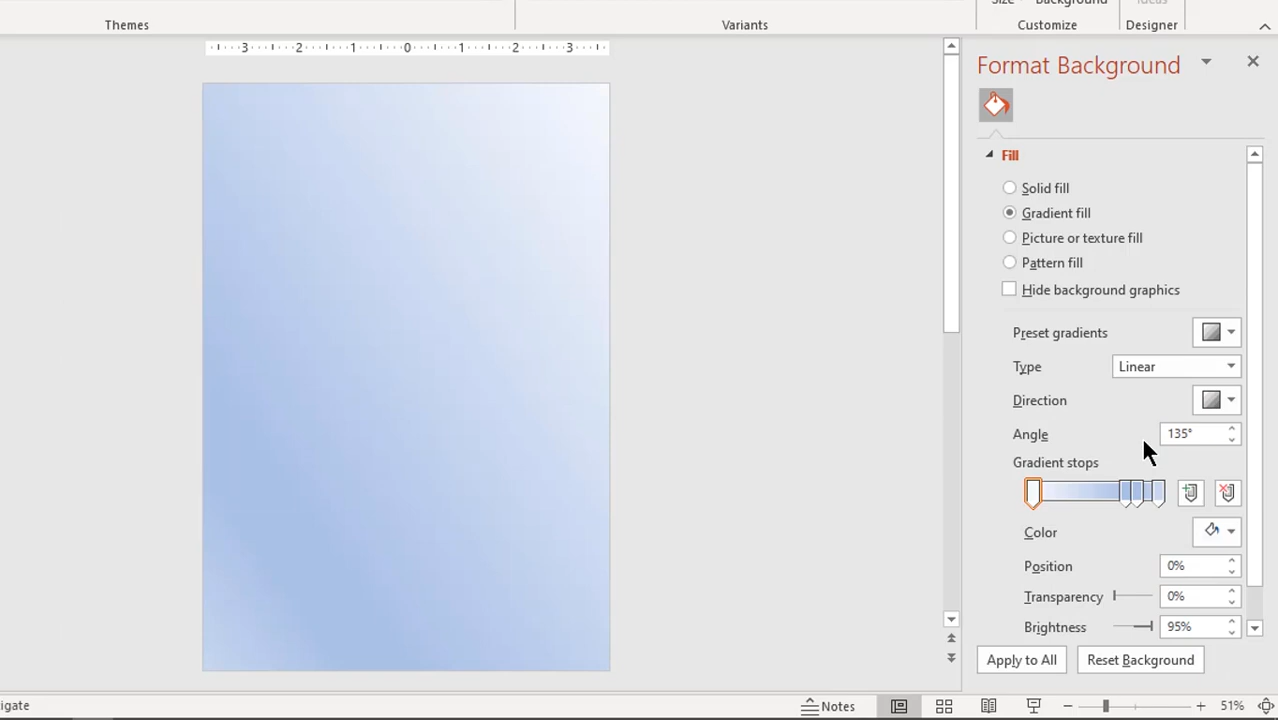 Size Background Ideas
Themes Variants Customize Designer
3 2 1 0 1 2 3
Format Background
Fill
Solid fill
Gradient fill
Picture or texture fill
Pattern fill
Hide background graphics
Preset gradients
Type Linear
Direction
Angle 135°
Gradient stops
Color
Position 0%
Transparency 0%
Brightness 95%
Apply to All Reset Background
igate Notes 51%